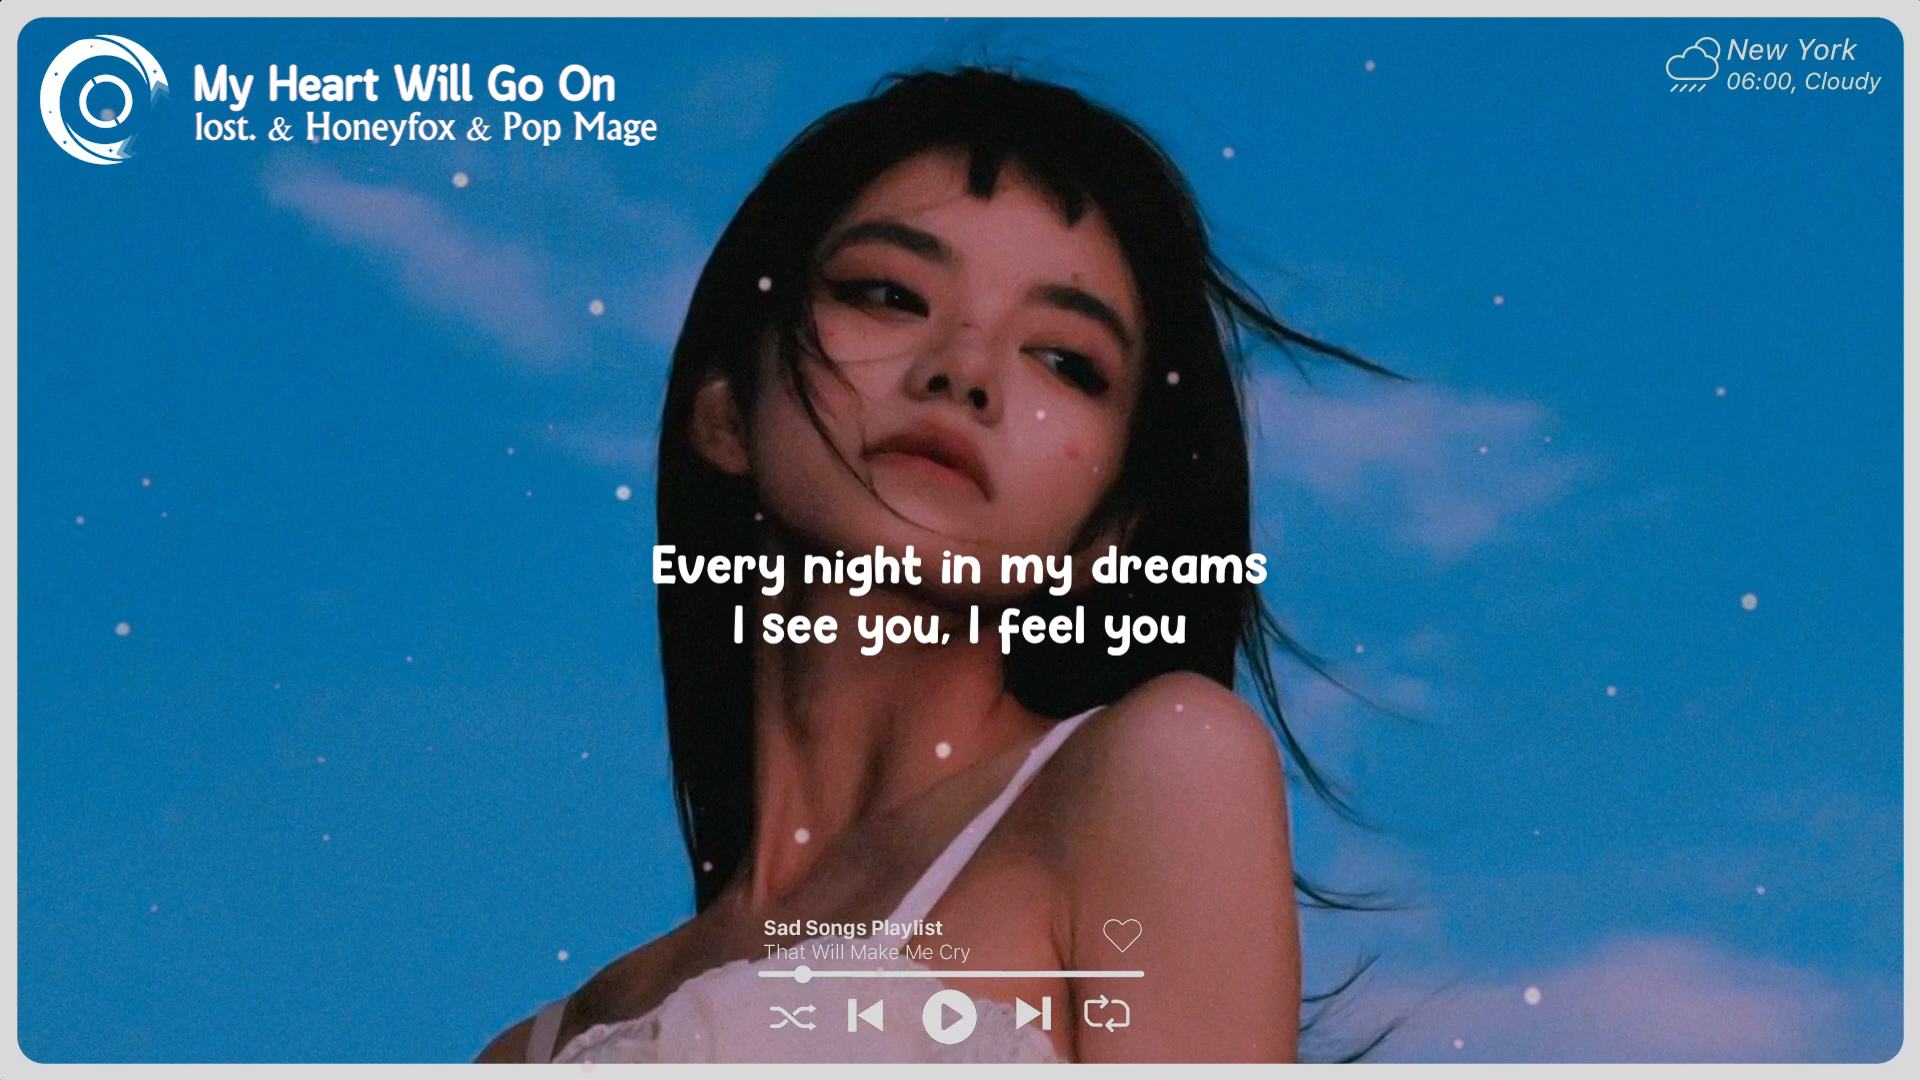 My Heart Will Go On
lost. & Honeyfox & Pop Mage
New York
06:00, Cloudy
Every night in my dreams
I see you, I feel you
Sad Songs Playlist
That Will Make Me Cry